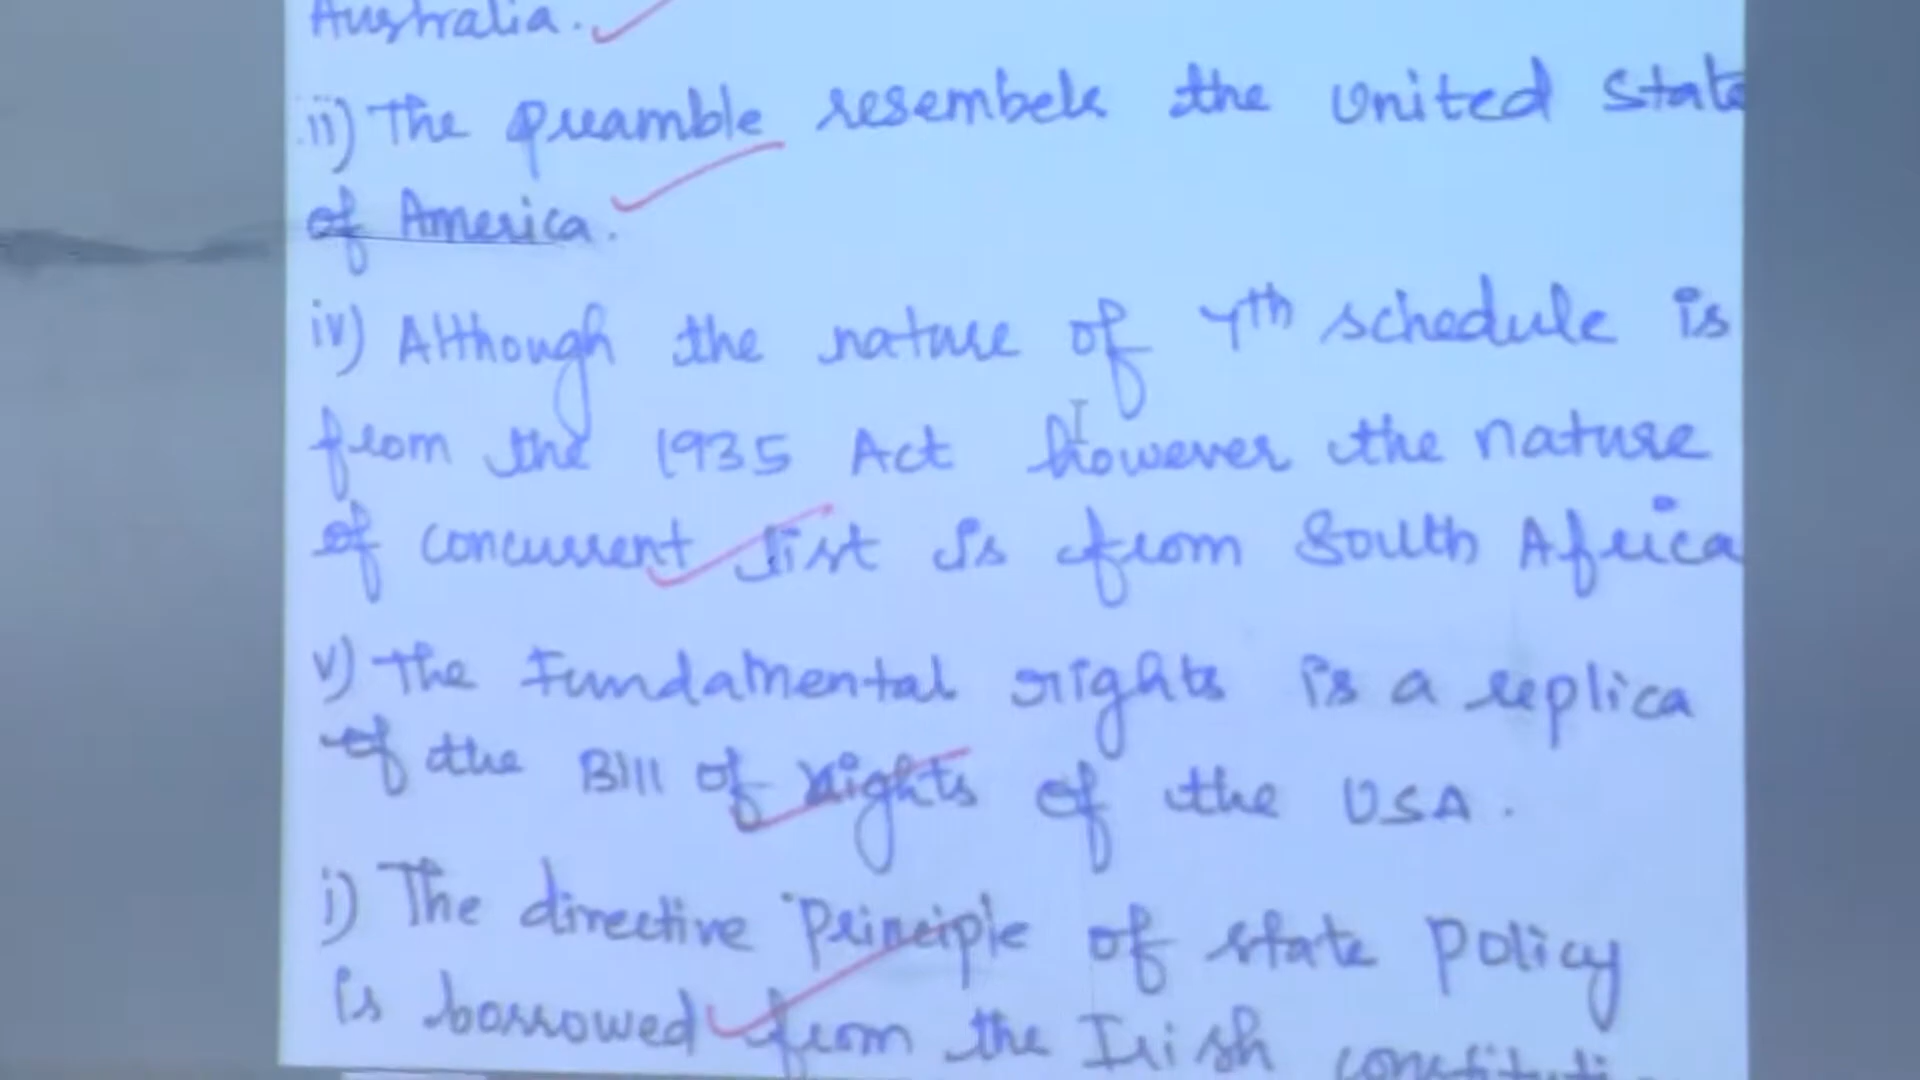 Australia.
ii) The preamble resembels the United State
of America.
iv) Although the nature of 7th schedule is
from the 1935 Act however the nature
of concurrent list is from South Africa
v) The Fundamental rights is a replica
of the Bill of rights of the USA.
i) The directive Principle of state Policy
is borrowed from the Irish